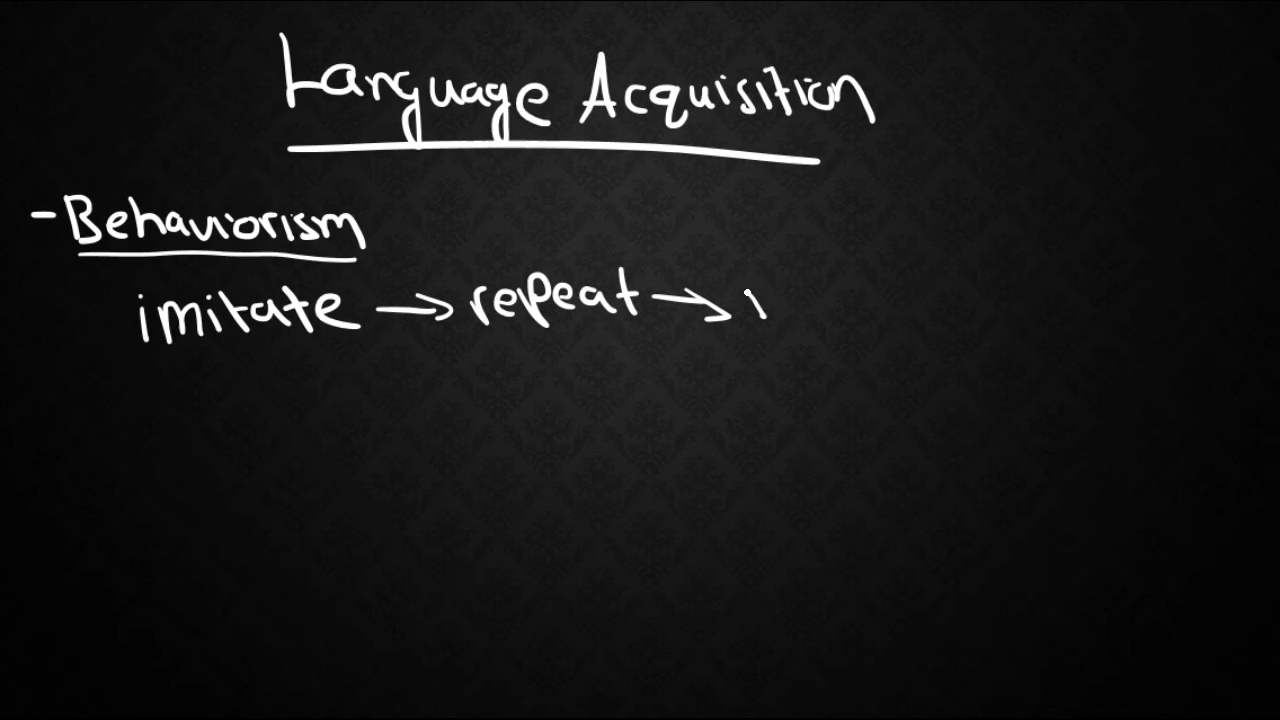 Language Acquisition
- Behaviorism
imitate → repeat →